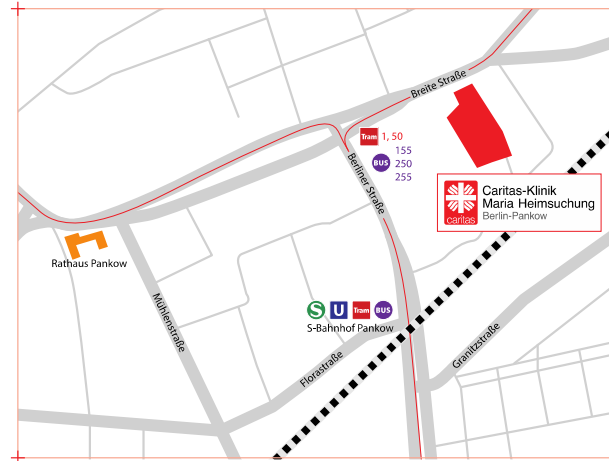 Breite Straße
Tram 1, 50
155
BUS 250
255
Berliner Straße
caritas
Caritas-Klinik
Maria Heimsuchung
Berlin-Pankow
Rathaus Pankow
Mühlenstraße
S U Tram BUS
S-Bahnhof Pankow
Florastraße
Granitzstraße